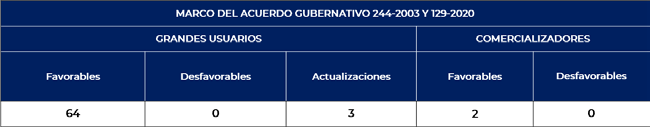 MARCO DEL ACUERDO GUBERNATIVO 244-2003 Y 129-2020
GRANDES USUARIOS COMERCIALIZADORES
Favorables Desfavorables Actualizaciones Favorables Desfavorables
64 0 3 2 0